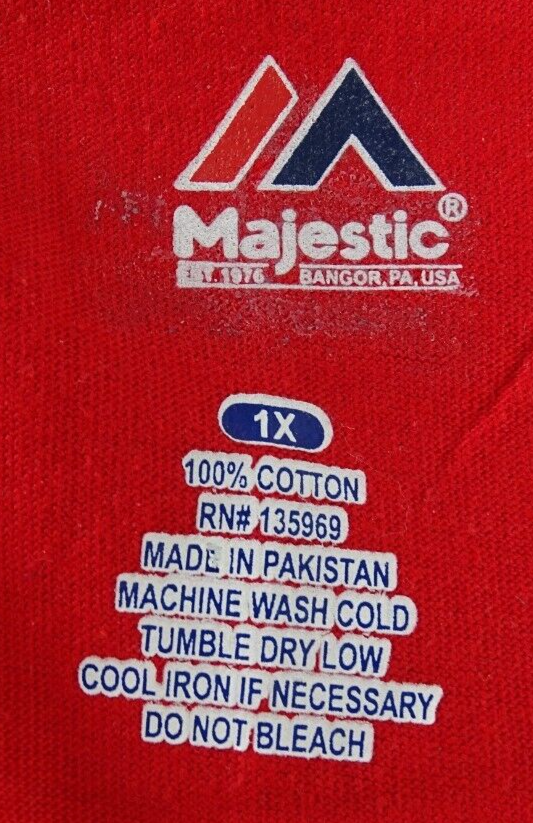 Majestic®
EST. 1976 BANGOR, PA, USA
1X
100% COTTON
RN# 135969
MADE IN PAKISTAN
MACHINE WASH COLD
TUMBLE DRY LOW
COOL IRON IF NECESSARY
DO NOT BLEACH